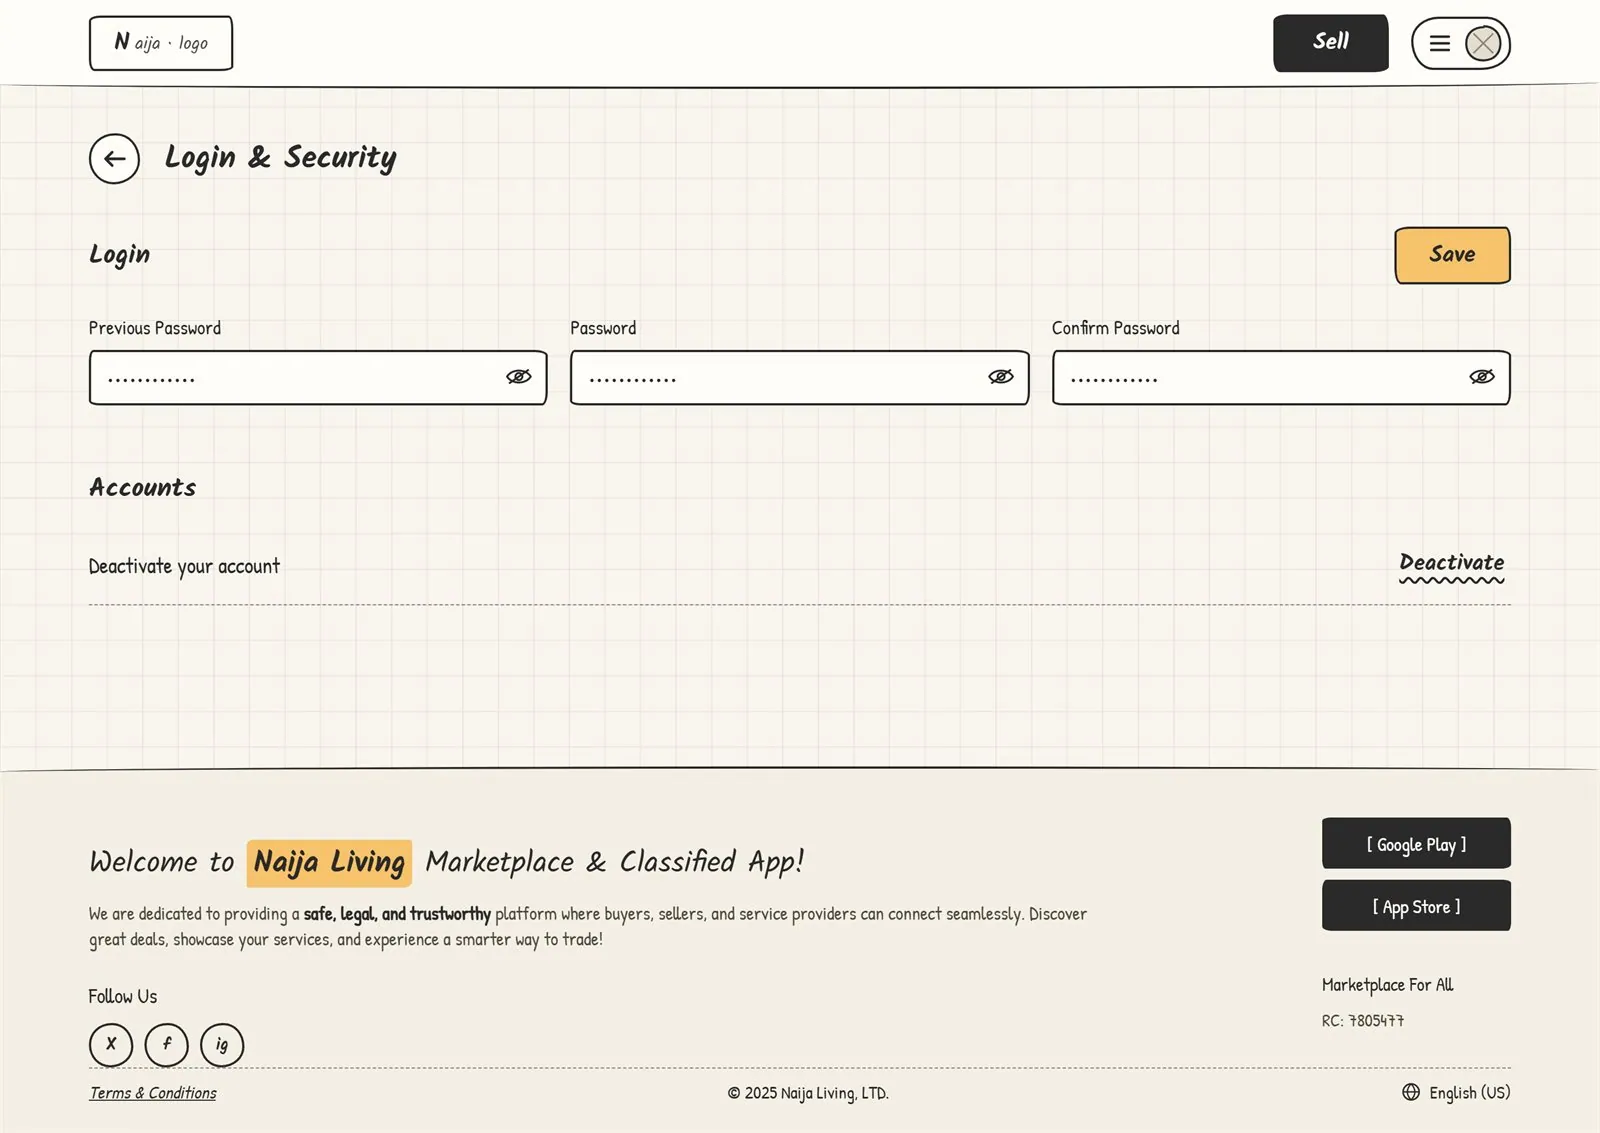 N aija · logo
Sell
Login & Security
Login
Save
Previous Password
Password
Confirm Password
............
............
............
Accounts
Deactivate your account
Deactivate
Welcome to Naija Living Marketplace & Classified App!
We are dedicated to providing a safe, legal, and trustworthy platform where buyers, sellers, and service providers can connect seamlessly. Discover
great deals, showcase your services, and experience a smarter way to trade!
[ Google Play ]
[ App Store ]
Follow Us
X
f
ig
Marketplace For All
RC: 7805477
Terms & Conditions
© 2025 Naija Living, LTD.
English (US)